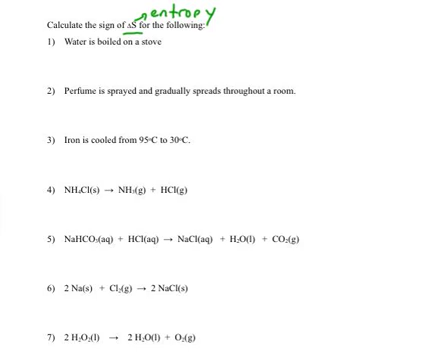 entropy
Calculate the sign of ΔS for the following:
1) Water is boiled on a stove
2) Perfume is sprayed and gradually spreads throughout a room.
3) Iron is cooled from 95°C to 30°C.
4) NH₄Cl(s) → NH₃(g) + HCl(g)
5) NaHCO₃(aq) + HCl(aq) → NaCl(aq) + H₂O(l) + CO₂(g)
6) 2 Na(s) + Cl₂(g) → 2 NaCl(s)
7) 2 H₂O₂(l) → 2 H₂O(l) + O₂(g)